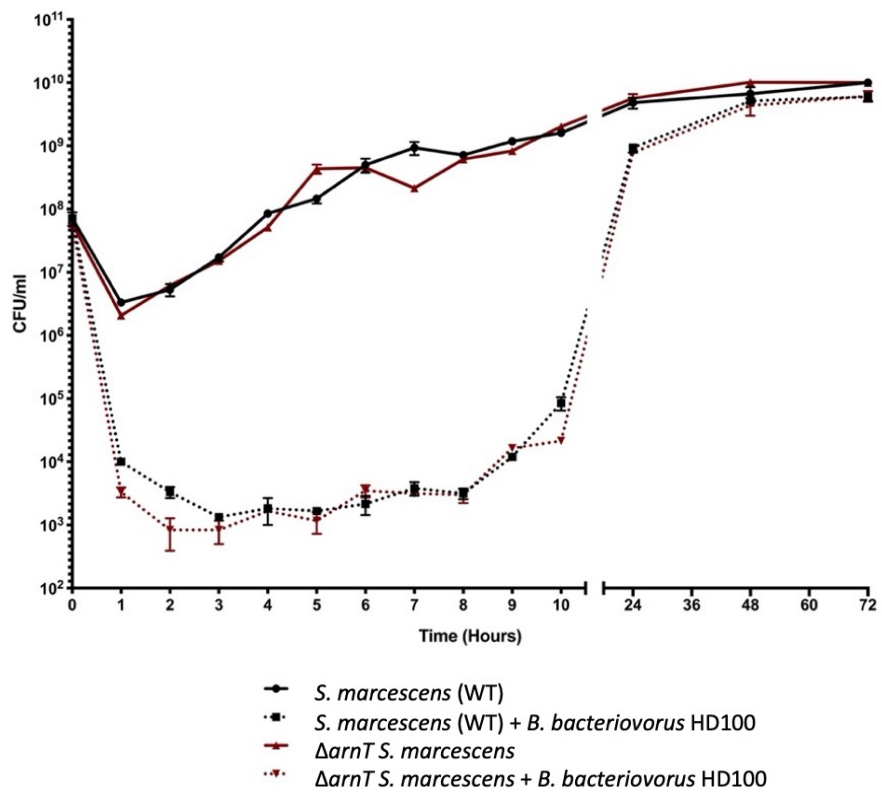 10¹¹
10¹⁰
10⁹
10⁸
10⁷
10⁶
10⁵
10⁴
10³
10²
CFU/ml
0 1 2 3 4 5 6 7 8 9 10 24 36 48 60 72
Time (Hours)
S. marcescens (WT)
S. marcescens (WT) + B. bacteriovorus HD100
ΔarnT S. marcescens
ΔarnT S. marcescens + B. bacteriovorus HD100